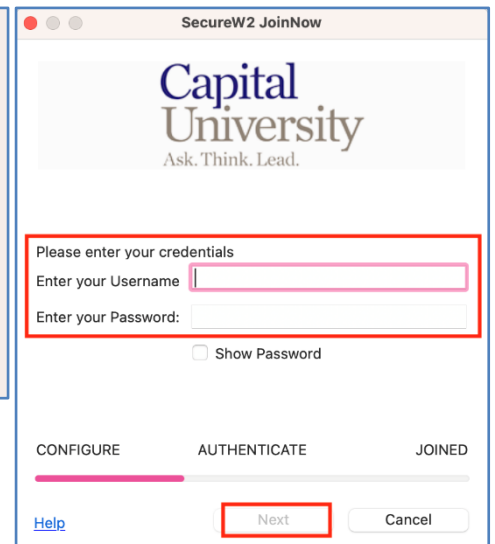 SecureW2 JoinNow
Capital
University
Ask. Think. Lead.
Please enter your credentials
Enter your Username
Enter your Password:
Show Password
CONFIGURE AUTHENTICATE JOINED
Help Next Cancel